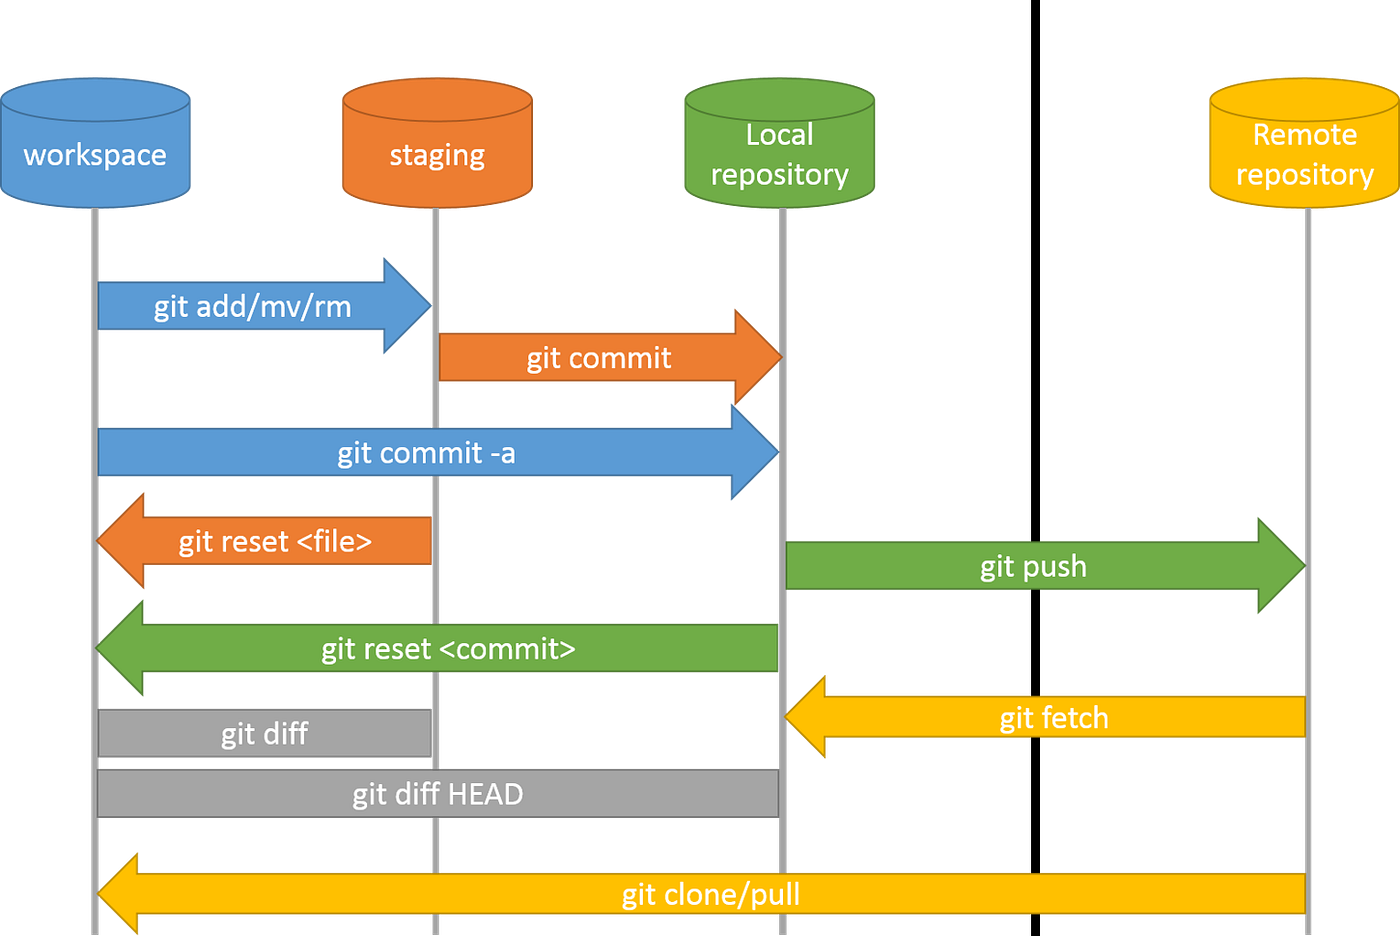 workspace
staging
Local
repository
Remote
repository
git add/mv/rm
git commit
git commit -a
git reset <file>
git push
git reset <commit>
git fetch
git diff
git diff HEAD
git clone/pull